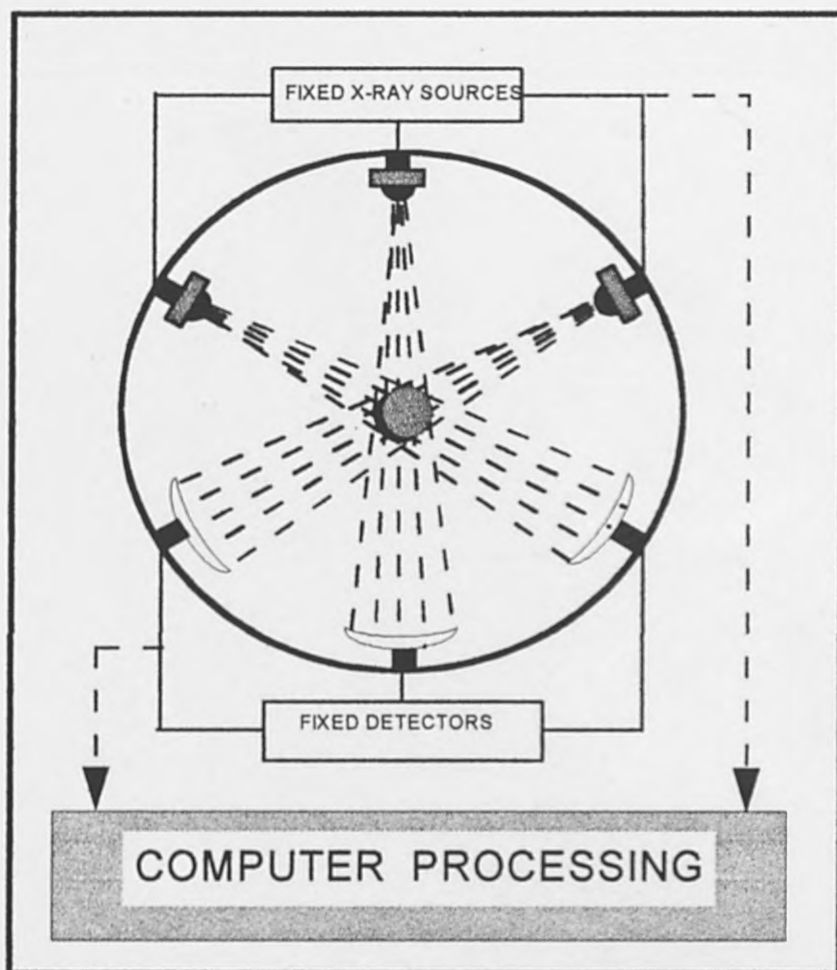 FIXED X-RAY SOURCES
FIXED DETECTORS
COMPUTER PROCESSING